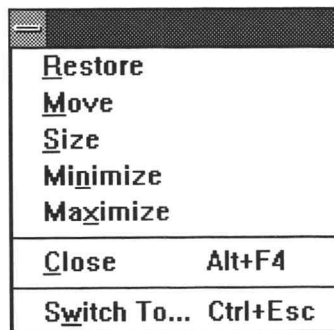 Restore
Move
Size
Minimize
Maximize
Close Alt+F4
Switch To... Ctrl+Esc